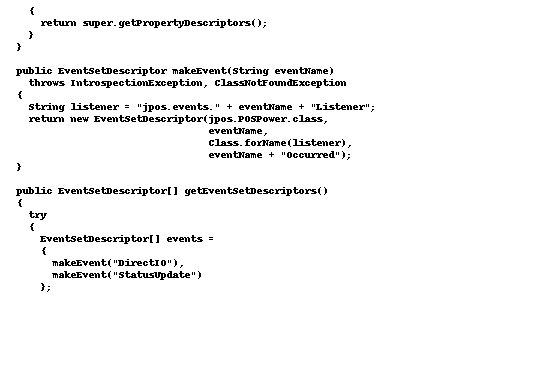 {
      return super.getPropertyDescriptors();
    }
  }

  public EventSetDescriptor makeEvent(String eventName)
    throws IntrospectionException, ClassNotFoundException
  {
    String listener = "jpos.events." + eventName + "Listener";
    return new EventSetDescriptor(jpos.POSPower.class,
                                  eventName,
                                  Class.forName(listener),
                                  eventName + "Occurred");
  }

  public EventSetDescriptor[] getEventSetDescriptors()
  {
    try
    {
      EventSetDescriptor[] events =
      {
        makeEvent("DirectIO"),
        makeEvent("StatusUpdate")
      };